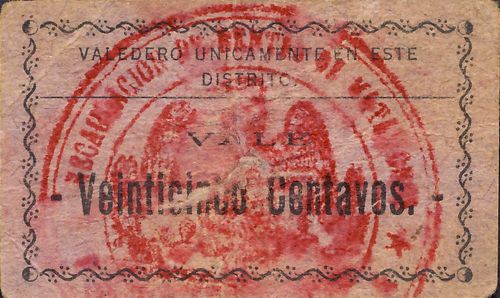 VALEDERO UNICAMENTE EN ESTE
DISTRITO.
VALE
- Veinticinco Centavos. -